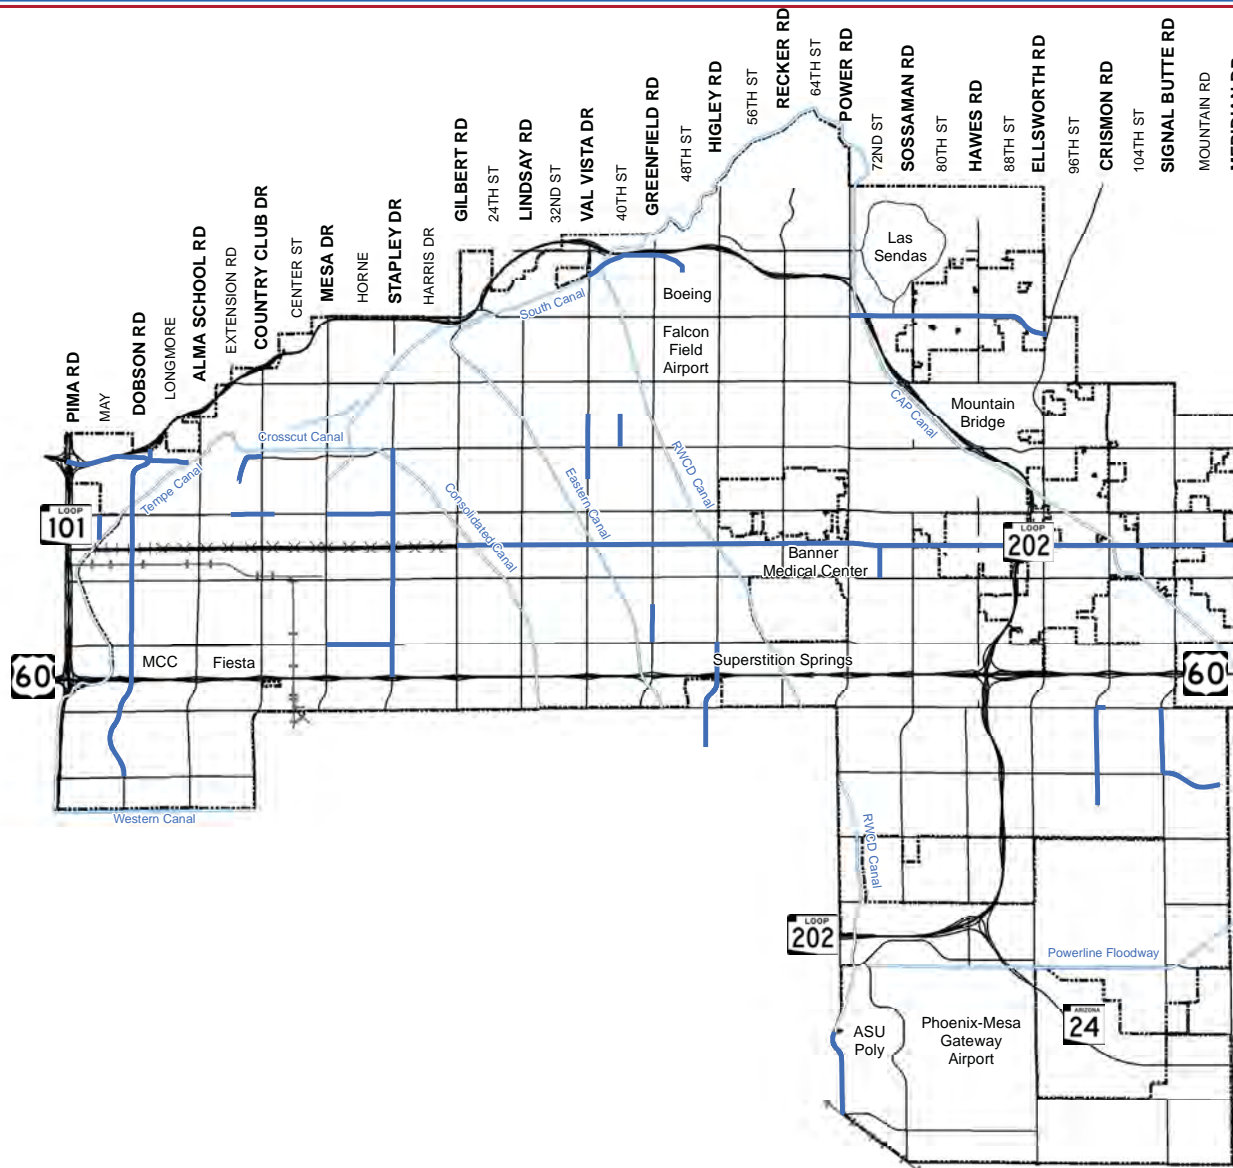 PIMA RD
MAY
DOBSON RD
LONGMORE
ALMA SCHOOL RD
EXTENSION RD
COUNTRY CLUB DR
CENTER ST
MESA DR
HORNE
STAPLEY DR
HARRIS DR
GILBERT RD
24TH ST
LINDSAY RD
32ND ST
VAL VISTA DR
40TH ST
GREENFIELD RD
48TH ST
HIGLEY RD
56TH ST
RECKER RD
64TH ST
POWER RD
72ND ST
SOSSAMAN RD
80TH ST
HAWES RD
88TH ST
ELLSWORTH RD
96TH ST
CRISMON RD
104TH ST
SIGNAL BUTTE RD
MOUNTAIN RD
Las
Sendas
Boeing
South Canal
Falcon
Field
Airport
CAP Canal
Mountain
Bridge
Crosscut Canal
Tempe Canal
Consolidated Canal
Eastern Canal
RWCD Canal
LOOP
101
LOOP
202
Banner
Medical Center
60
MCC
Fiesta
Superstition Springs
60
Western Canal
RWCD Canal
LOOP
202
Powerline Floodway
ARIZONA
24
ASU
Poly
Phoenix-Mesa
Gateway
Airport